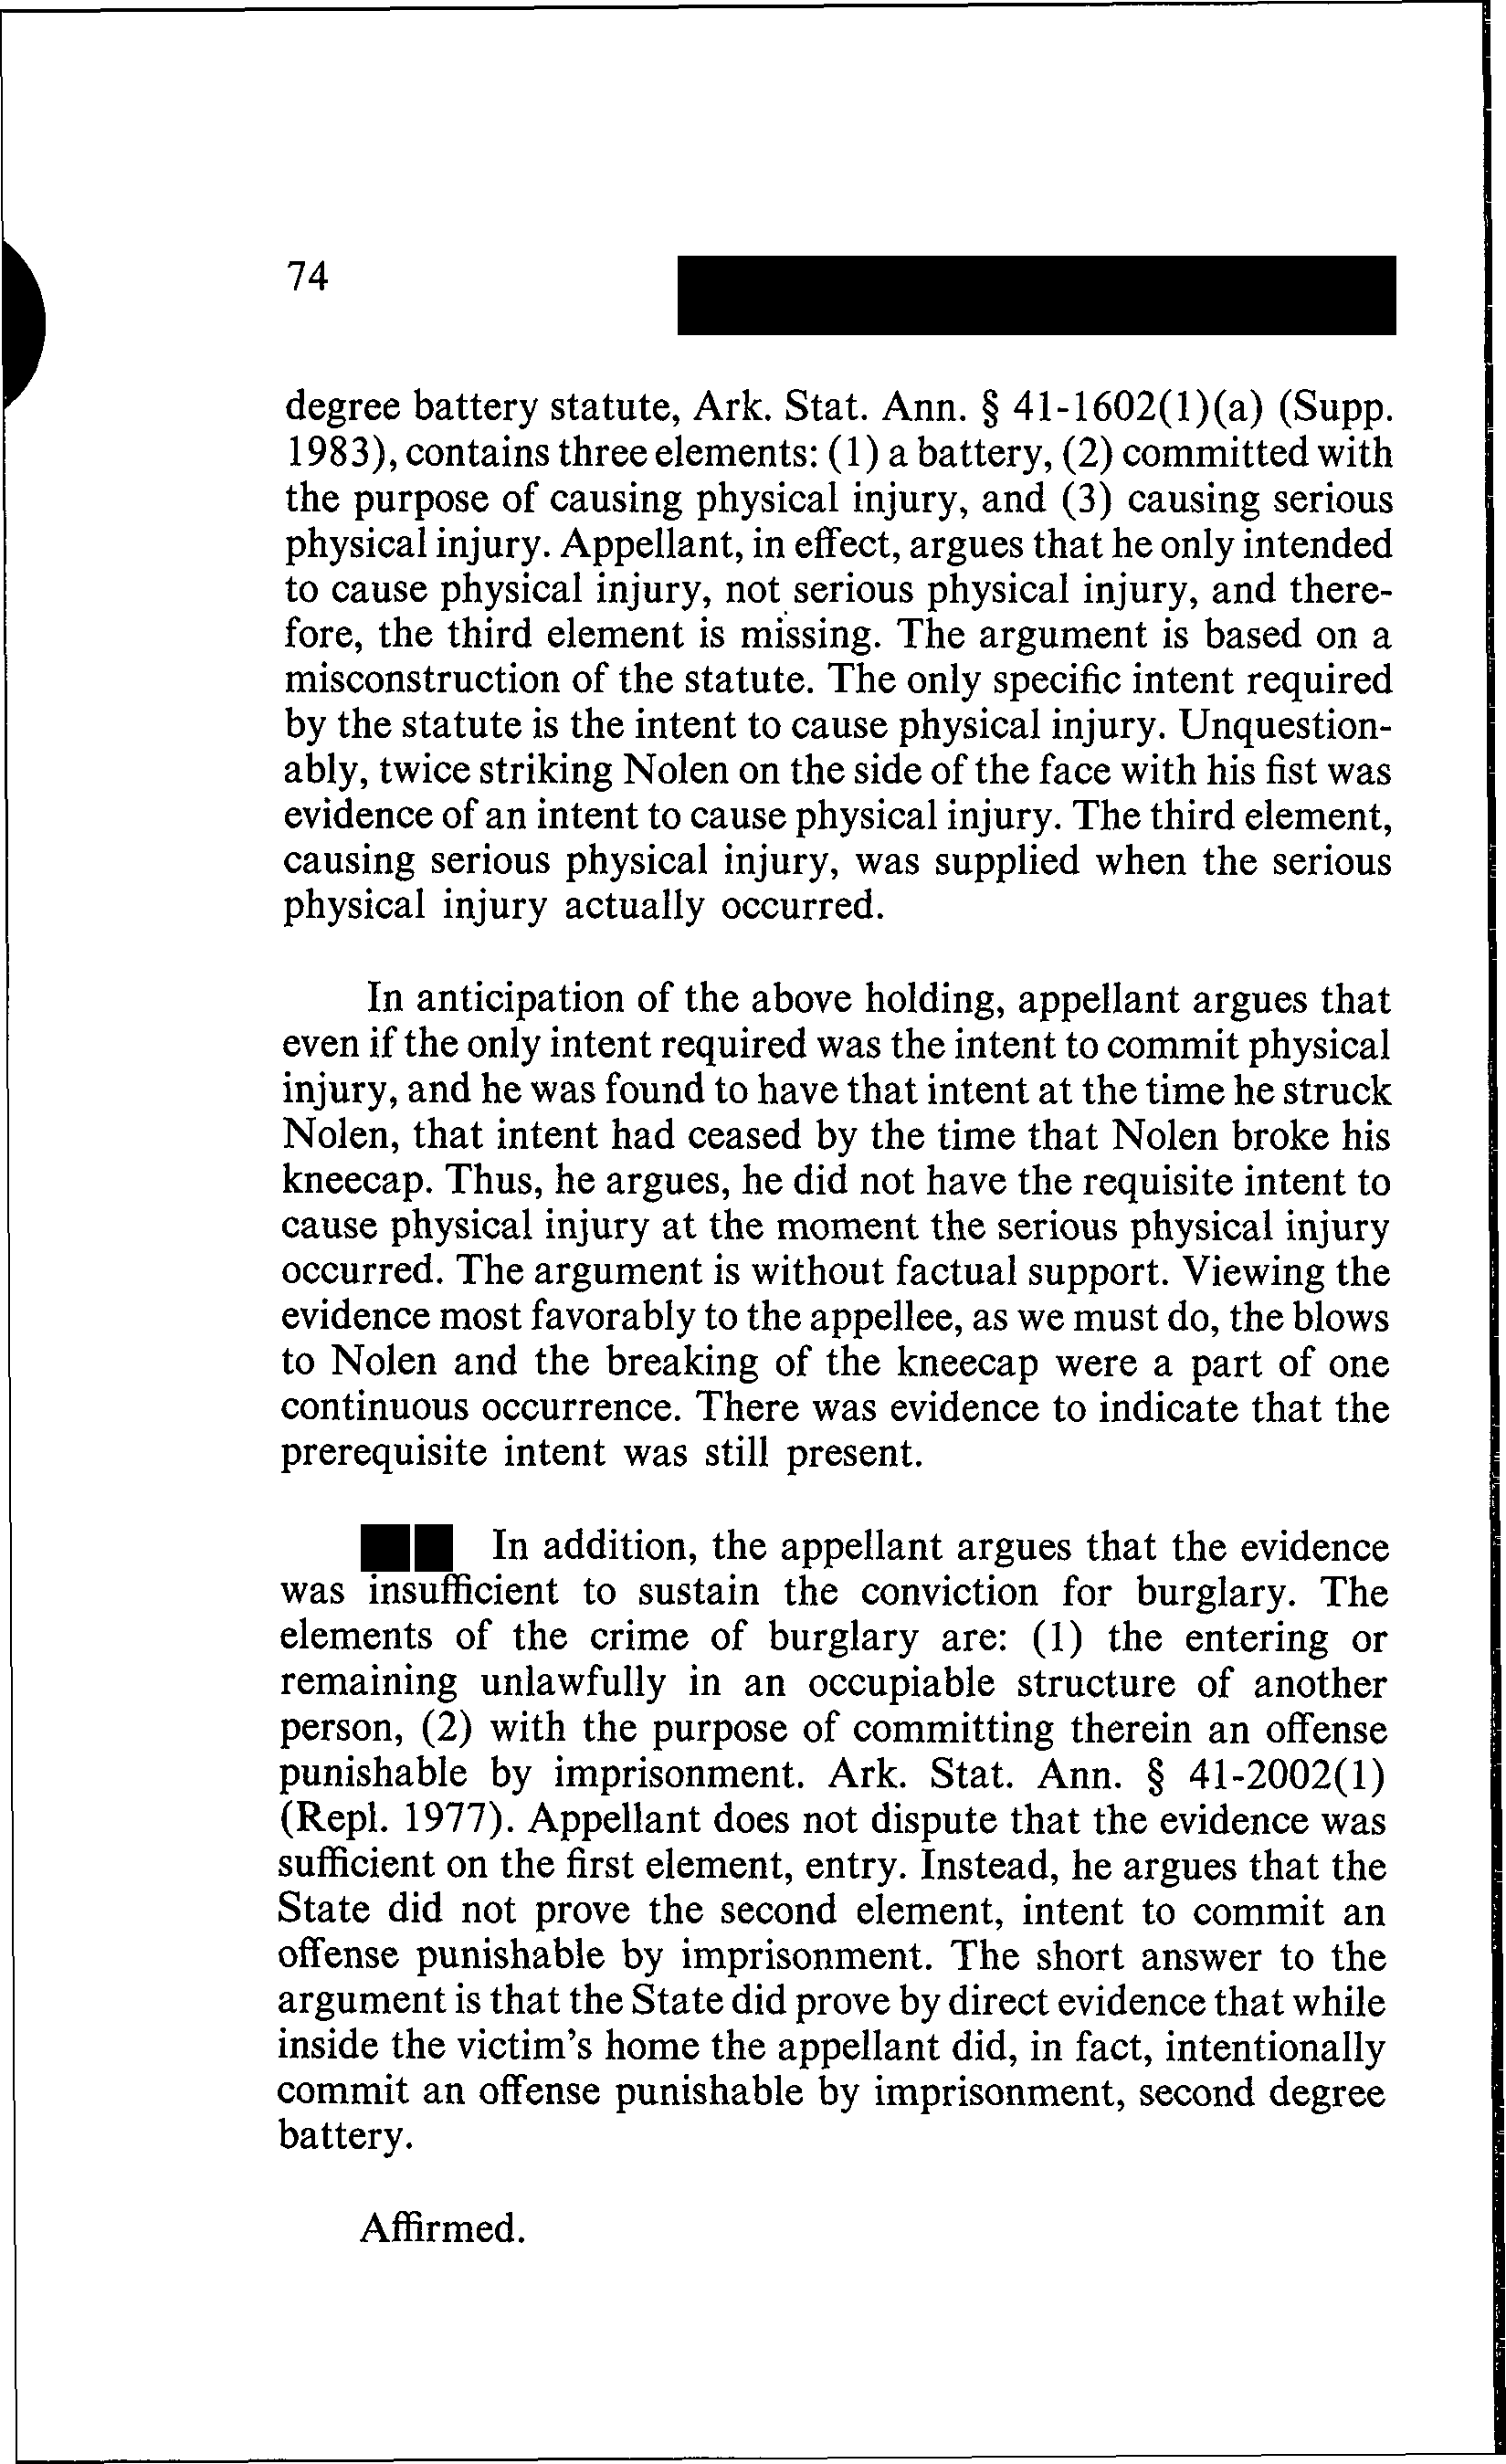 74
degree battery statute, Ark. Stat. Ann. § 41-1602(1)(a) (Supp.
1983), contains three elements: (1) a battery, (2) committed with
the purpose of causing physical injury, and (3) causing serious
physical injury. Appellant, in effect, argues that he only intended
to cause physical injury, not serious physical injury, and there-
fore, the third element is missing. The argument is based on a
misconstruction of the statute. The only specific intent required
by the statute is the intent to cause physical injury. Unquestion-
ably, twice striking Nolen on the side of the face with his fist was
evidence of an intent to cause physical injury. The third element,
causing serious physical injury, was supplied when the serious
physical injury actually occurred.
In anticipation of the above holding, appellant argues that
even if the only intent required was the intent to commit physical
injury, and he was found to have that intent at the time he struck
Nolen, that intent had ceased by the time that Nolen broke his
kneecap. Thus, he argues, he did not have the requisite intent to
cause physical injury at the moment the serious physical injury
occurred. The argument is without factual support. Viewing the
evidence most favorably to the appellee, as we must do, the blows
to Nolen and the breaking of the kneecap were a part of one
continuous occurrence. There was evidence to indicate that the
prerequisite intent was still present.
In addition, the appellant argues that the evidence
was insufficient to sustain the conviction for burglary. The
elements of the crime of burglary are: (1) the entering or
remaining unlawfully in an occupiable structure of another
person, (2) with the purpose of committing therein an offense
punishable by imprisonment. Ark. Stat. Ann. § 41-2002(1)
(Repl. 1977). Appellant does not dispute that the evidence was
sufficient on the first element, entry. Instead, he argues that the
State did not prove the second element, intent to commit an
offense punishable by imprisonment. The short answer to the
argument is that the State did prove by direct evidence that while
inside the victim's home the appellant did, in fact, intentionally
commit an offense punishable by imprisonment, second degree
battery.
Affirmed.